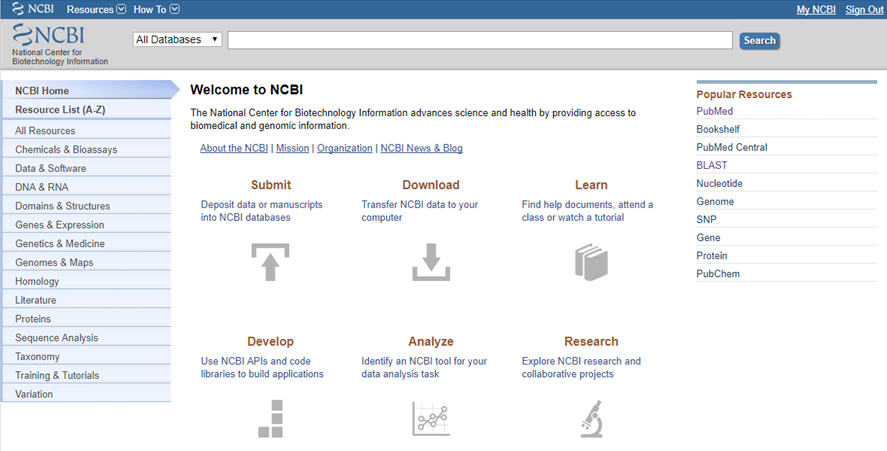 NCBI Resources How To My NCBI Sign Out
NCBI
National Center for
Biotechnology Information
All Databases
Search
NCBI Home
Resource List (A-Z)
All Resources
Chemicals & Bioassays
Data & Software
DNA & RNA
Domains & Structures
Genes & Expression
Genetics & Medicine
Genomes & Maps
Homology
Literature
Proteins
Sequence Analysis
Taxonomy
Training & Tutorials
Variation
Welcome to NCBI
The National Center for Biotechnology Information advances science and health by providing access to
biomedical and genomic information.
About the NCBI | Mission | Organization | NCBI News & Blog
Submit
Deposit data or manuscripts
into NCBI databases
Download
Transfer NCBI data to your
computer
Learn
Find help documents, attend a
class or watch a tutorial
Develop
Use NCBI APIs and code
libraries to build applications
Analyze
Identify an NCBI tool for your
data analysis task
Research
Explore NCBI research and
collaborative projects
Popular Resources
PubMed
Bookshelf
PubMed Central
BLAST
Nucleotide
Genome
SNP
Gene
Protein
PubChem